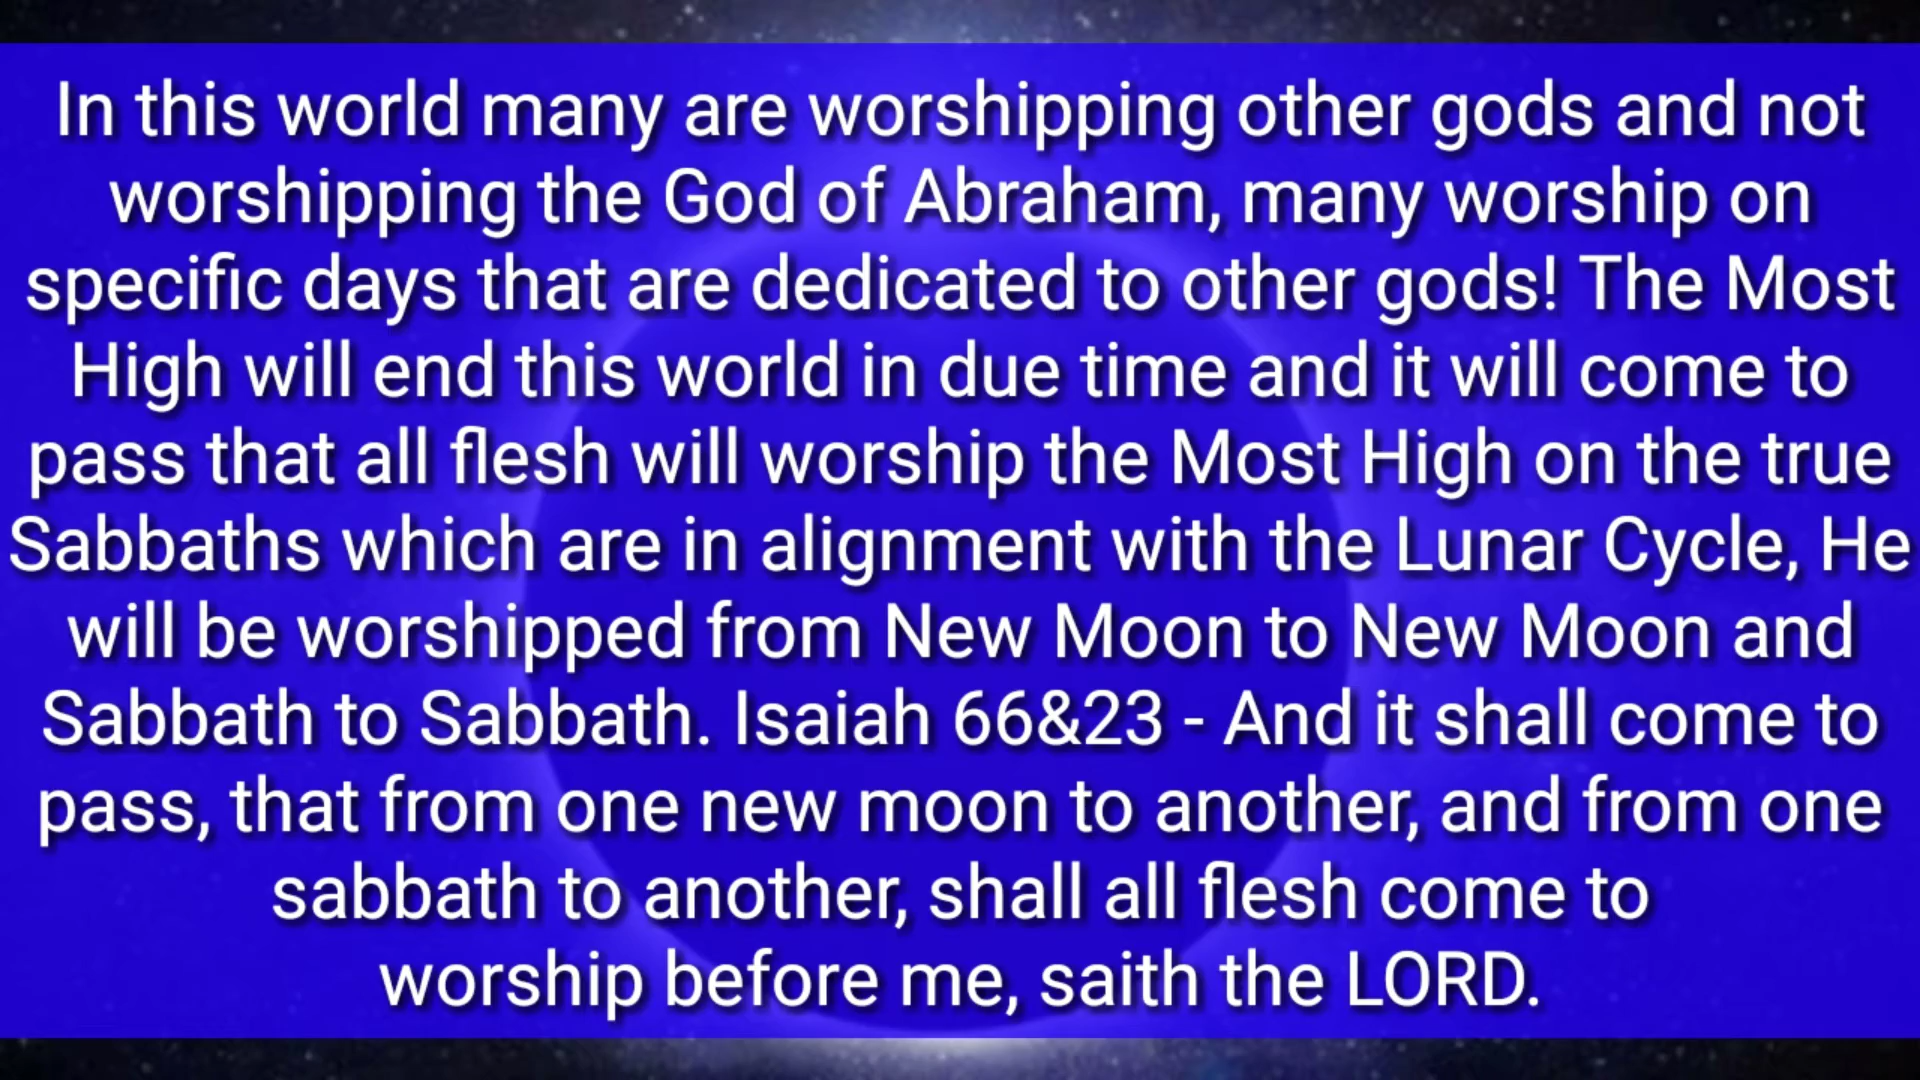 In this world many are worshipping other gods and not
worshipping the God of Abraham, many worship on
specific days that are dedicated to other gods! The Most
High will end this world in due time and it will come to
pass that all flesh will worship the Most High on the true
Sabbaths which are in alignment with the Lunar Cycle, He
will be worshipped from New Moon to New Moon and
Sabbath to Sabbath. Isaiah 66&23 - And it shall come to
pass, that from one new moon to another, and from one
sabbath to another, shall all flesh come to
worship before me, saith the LORD.